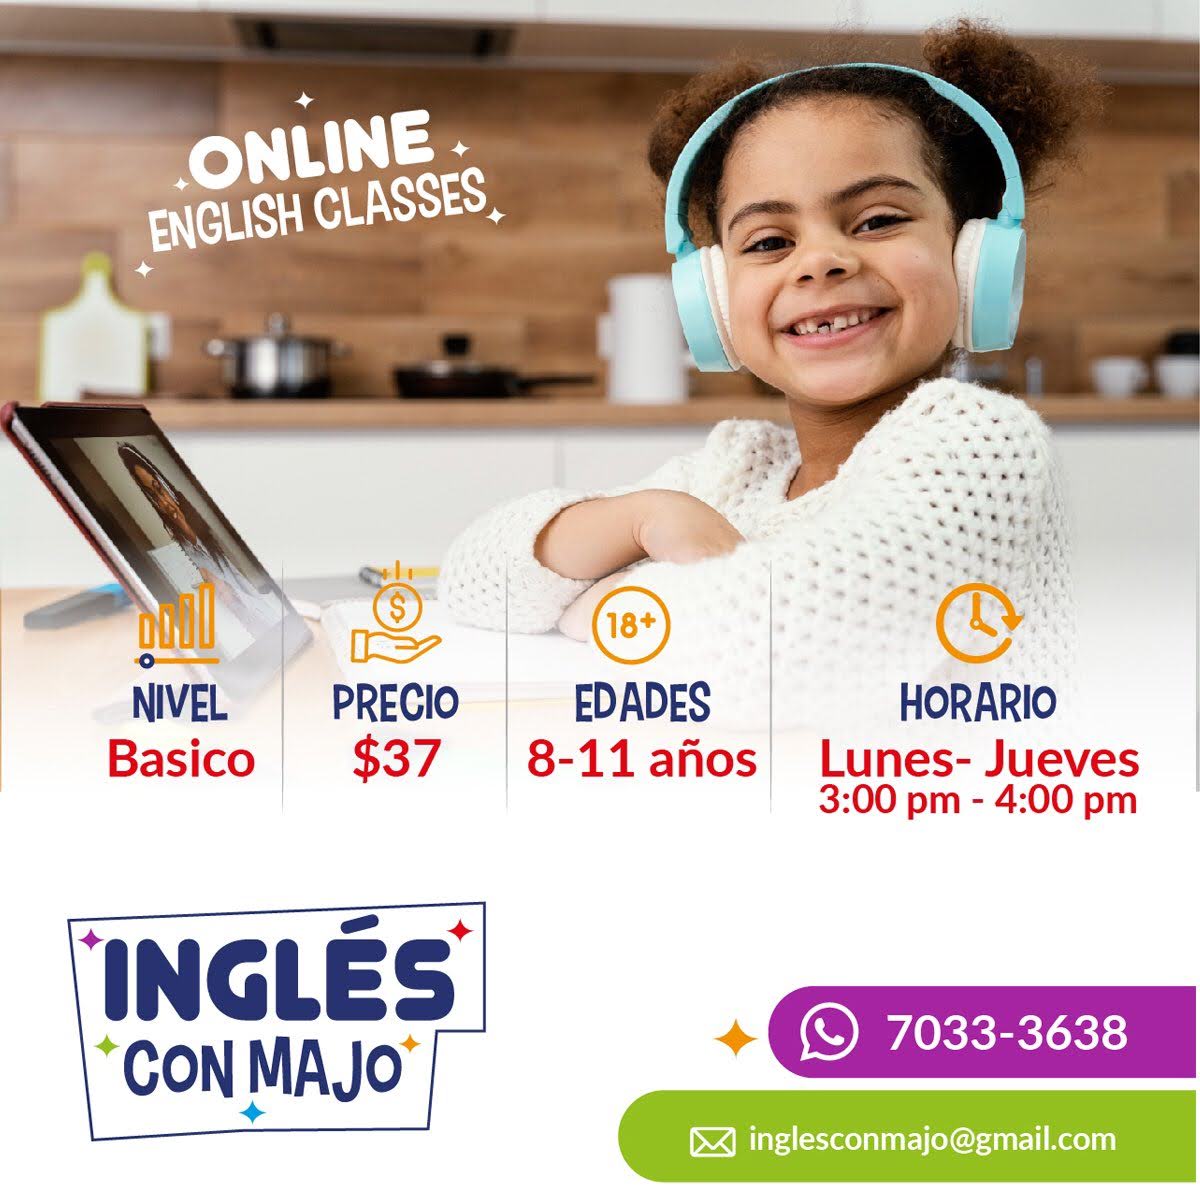 ONLINE
ENGLISH CLASSES
$
18+
NIVEL
Basico
PRECIO
$37
EDADES
8-11 años
HORARIO
Lunes- Jueves
3:00 pm - 4:00 pm
INGLÉS
CON MAJO
7033-3638
inglesconmajo@gmail.com